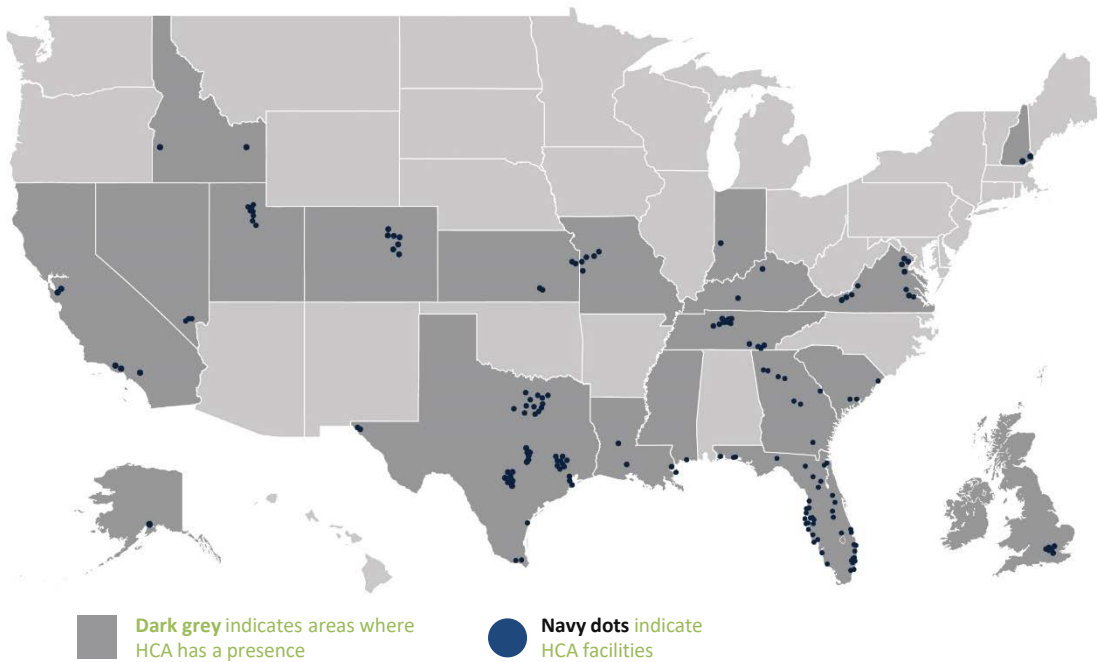 Dark grey indicates areas where
HCA has a presence
Navy dots indicate
HCA facilities